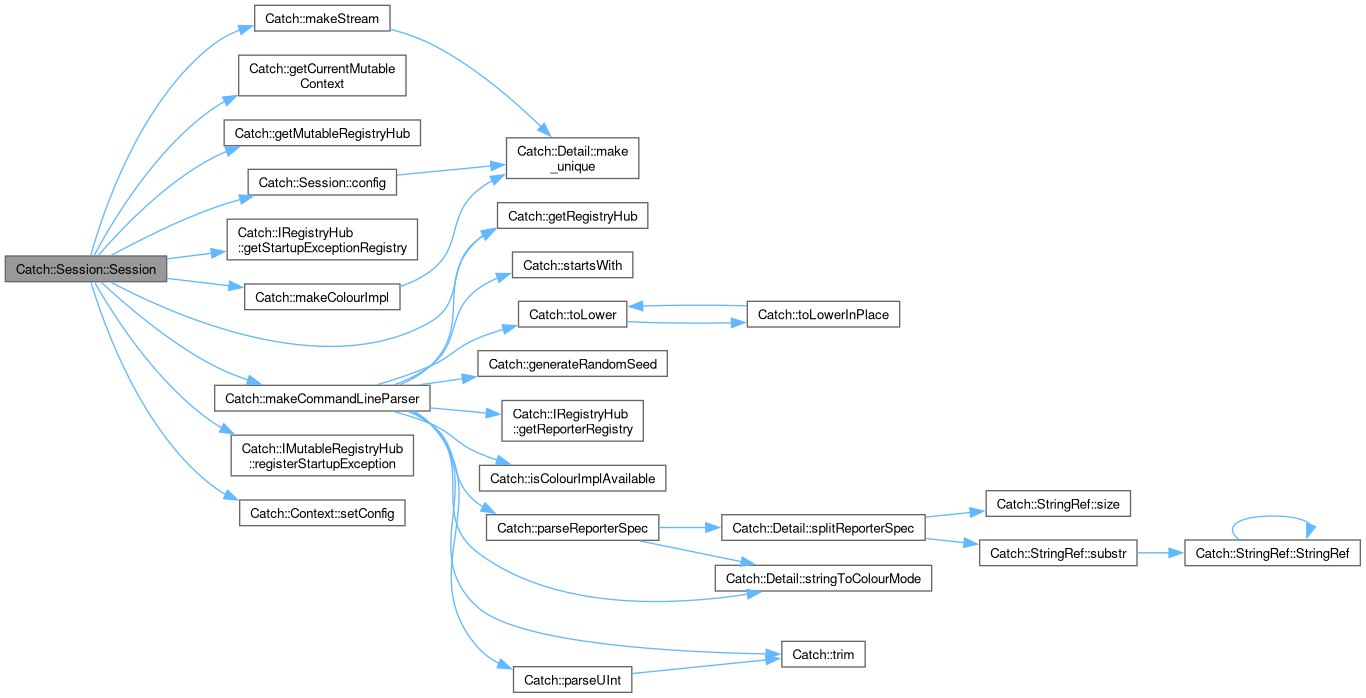 Catch::Session::Session
Catch::makeStream
Catch::getCurrentMutable
Context
Catch::getMutableRegistryHub
Catch::Session::config
Catch::IRegistryHub
::getStartupExceptionRegistry
Catch::makeColourImpl
Catch::makeCommandLineParser
Catch::IMutableRegistryHub
::registerStartupException
Catch::Context::setConfig
Catch::Detail::make
_unique
Catch::getRegistryHub
Catch::startsWith
Catch::toLower
Catch::generateRandomSeed
Catch::IRegistryHub
::getReporterRegistry
Catch::isColourImplAvailable
Catch::parseReporterSpec
Catch::parseUInt
Catch::toLowerInPlace
Catch::Detail::splitReporterSpec
Catch::Detail::stringToColourMode
Catch::trim
Catch::StringRef::size
Catch::StringRef::substr
Catch::StringRef::StringRef